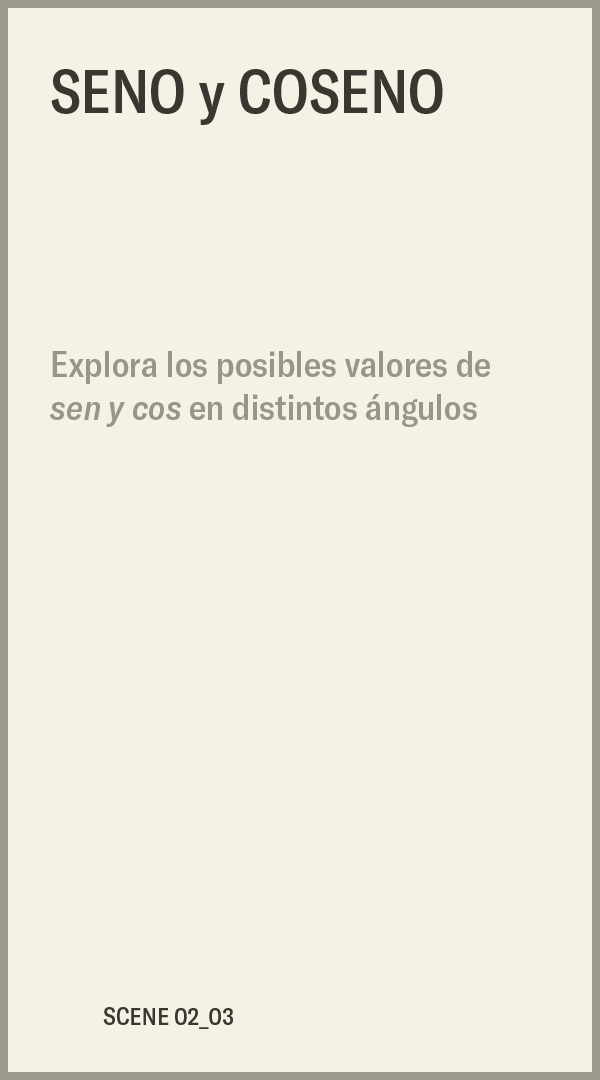 SENO y COSENO
Explora los posibles valores de
sen y cos en distintos ángulos
SCENE 02_03